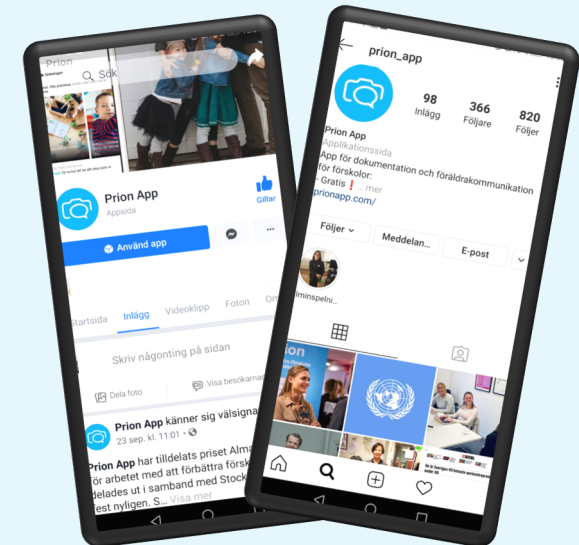 Prion
Sök
Prion App
Appsida
Gillar
Använd app
Startsida Inlägg Videoklipp Foton Om
Skriv någonting på sidan
Dela foto
Visa besökarna
Prion App känner sig välsigna
23 sep. kl. 11:01
Prion App har tilldelats priset Alma
för arbetet med att förbättra försk
delades ut i samband med Stock
est nyligen. S... Visa mer
prion_app
98 366 820
Inlägg Följare Följer
Prion App
Applikationssida
App för dokumentation och föräldrakommunikation
för förskolor:
- Gratis ❗ ... mer
prionapp.com/
Följer
Meddelan...
E-post
lminspelni...